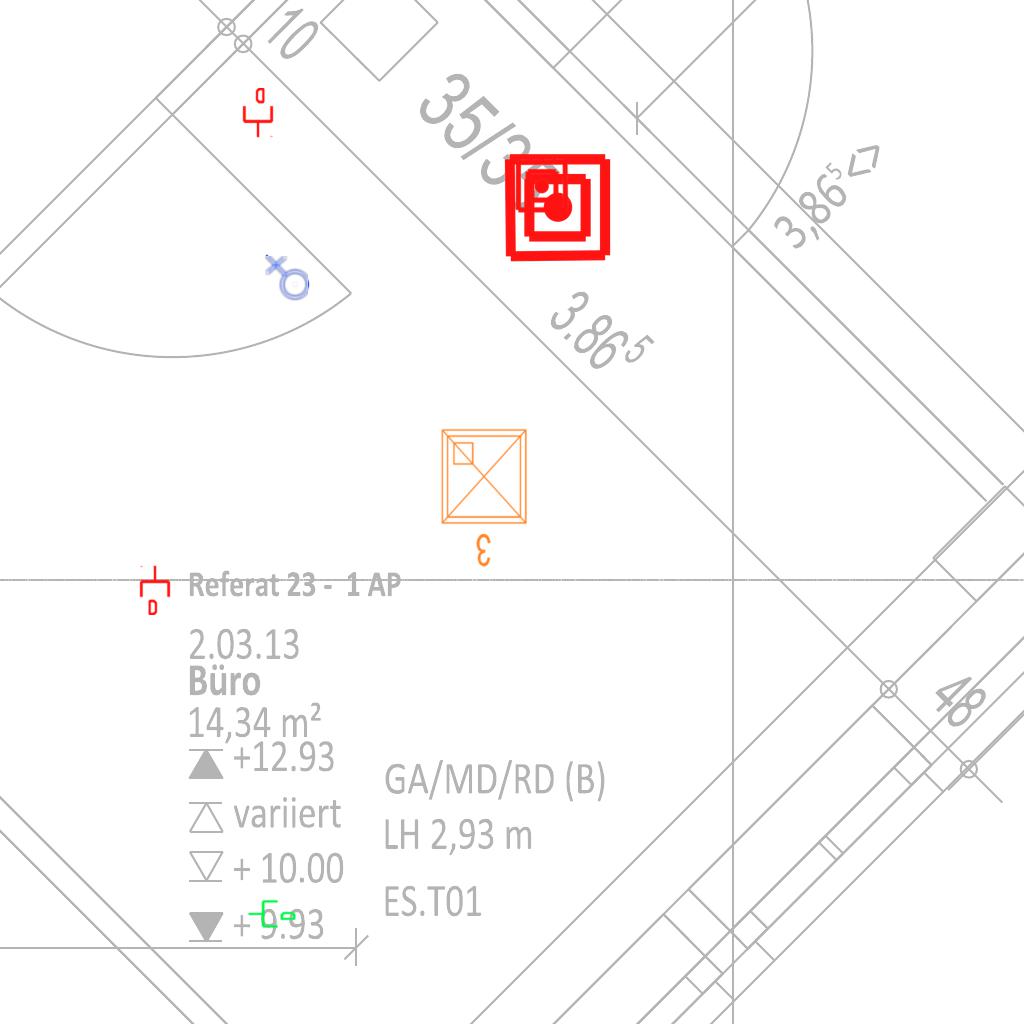 10
D
35/3
3,86⁵<>
3.86⁵
3
Referat 23 - 1 AP
D
2.03.13
Büro
14,34 m²
+12.93
variiert
+ 10.00
+ 9.93
GA/MD/RD (B)
LH 2,93 m
ES.T01
48